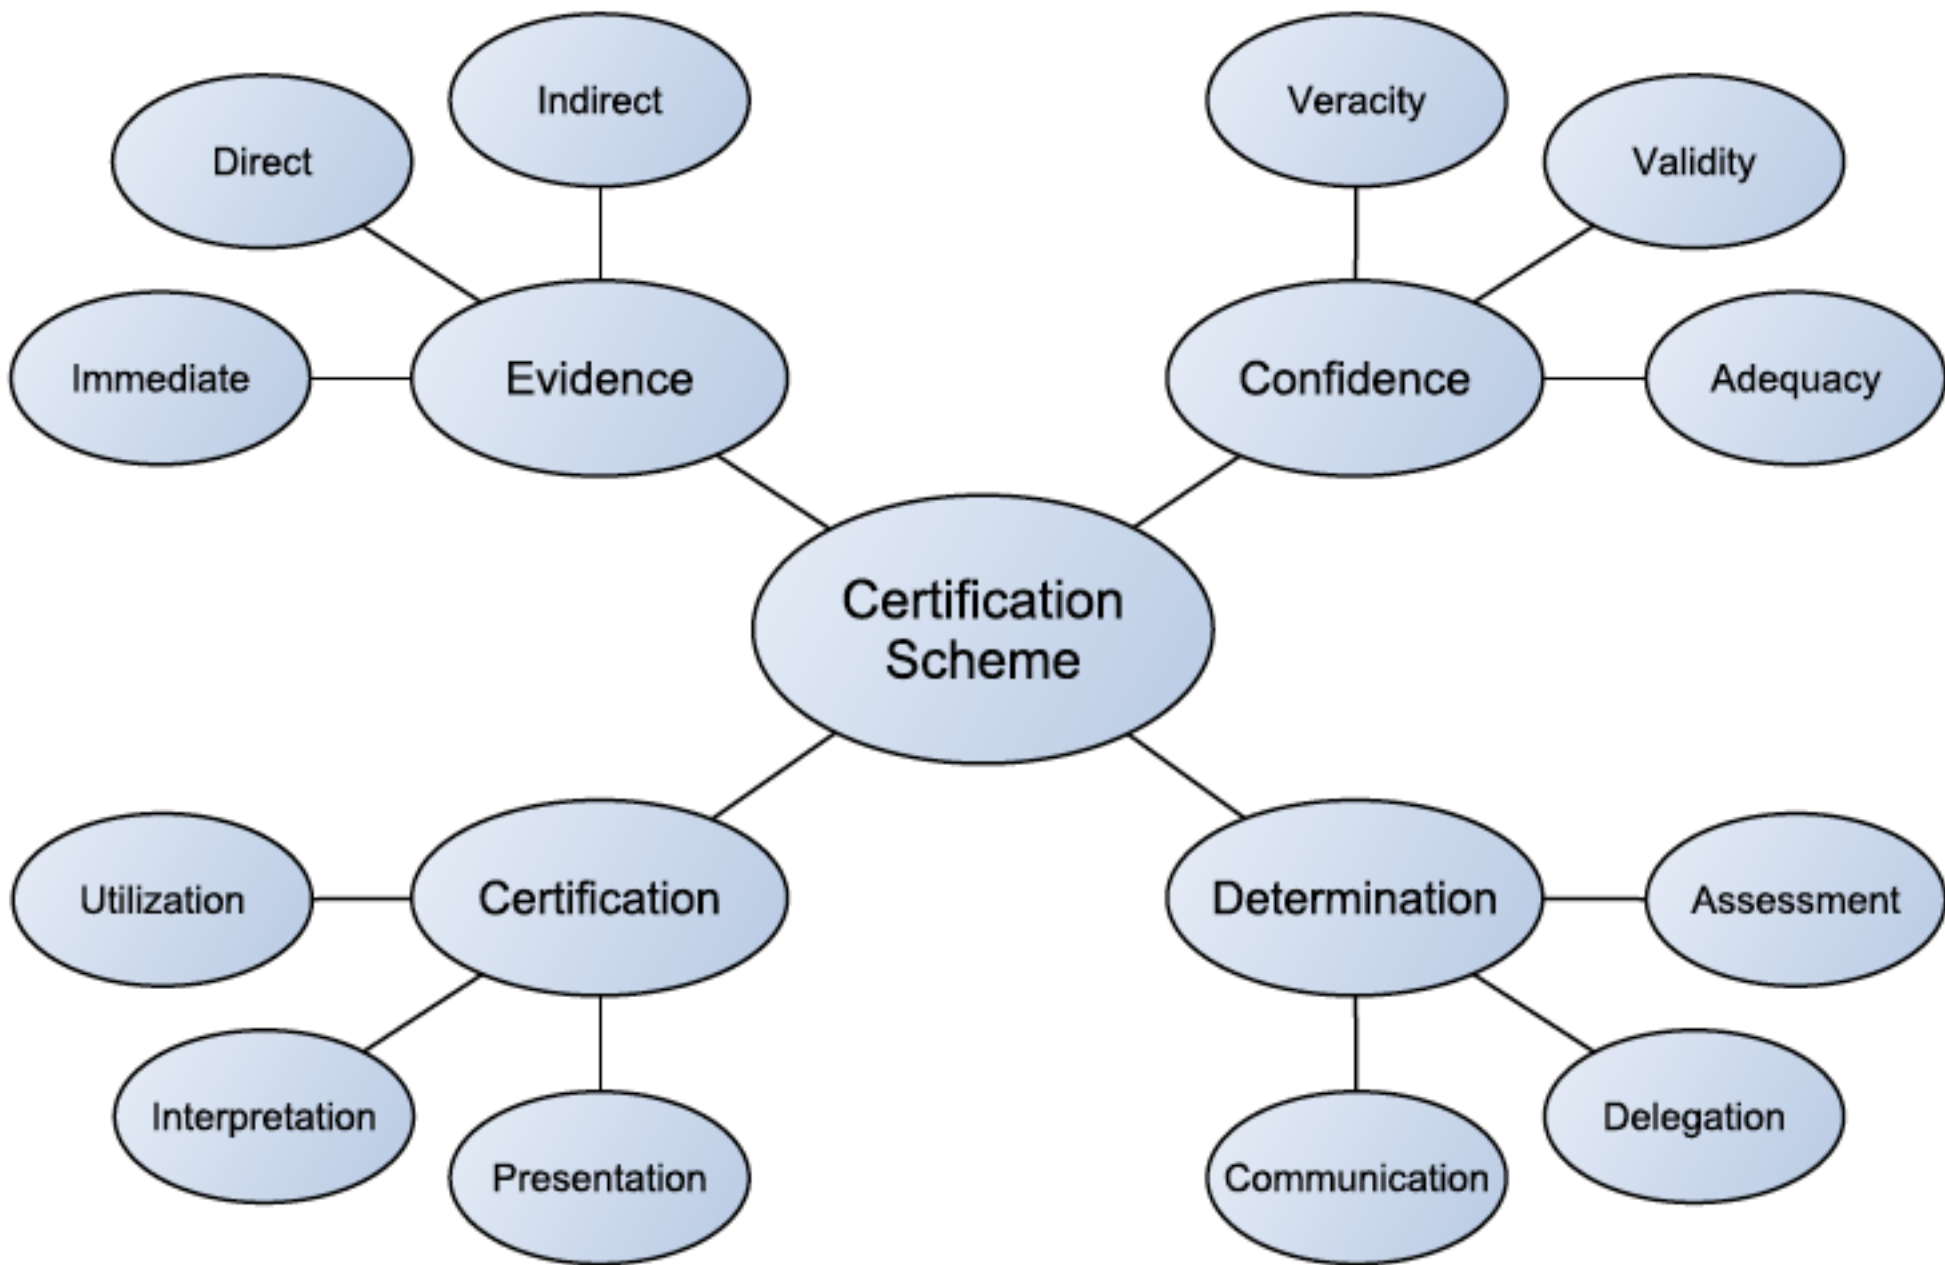 Indirect
Veracity
Direct
Validity
Immediate
Evidence
Confidence
Adequacy
Certification
Scheme
Utilization
Certification
Determination
Assessment
Interpretation
Delegation
Presentation
Communication